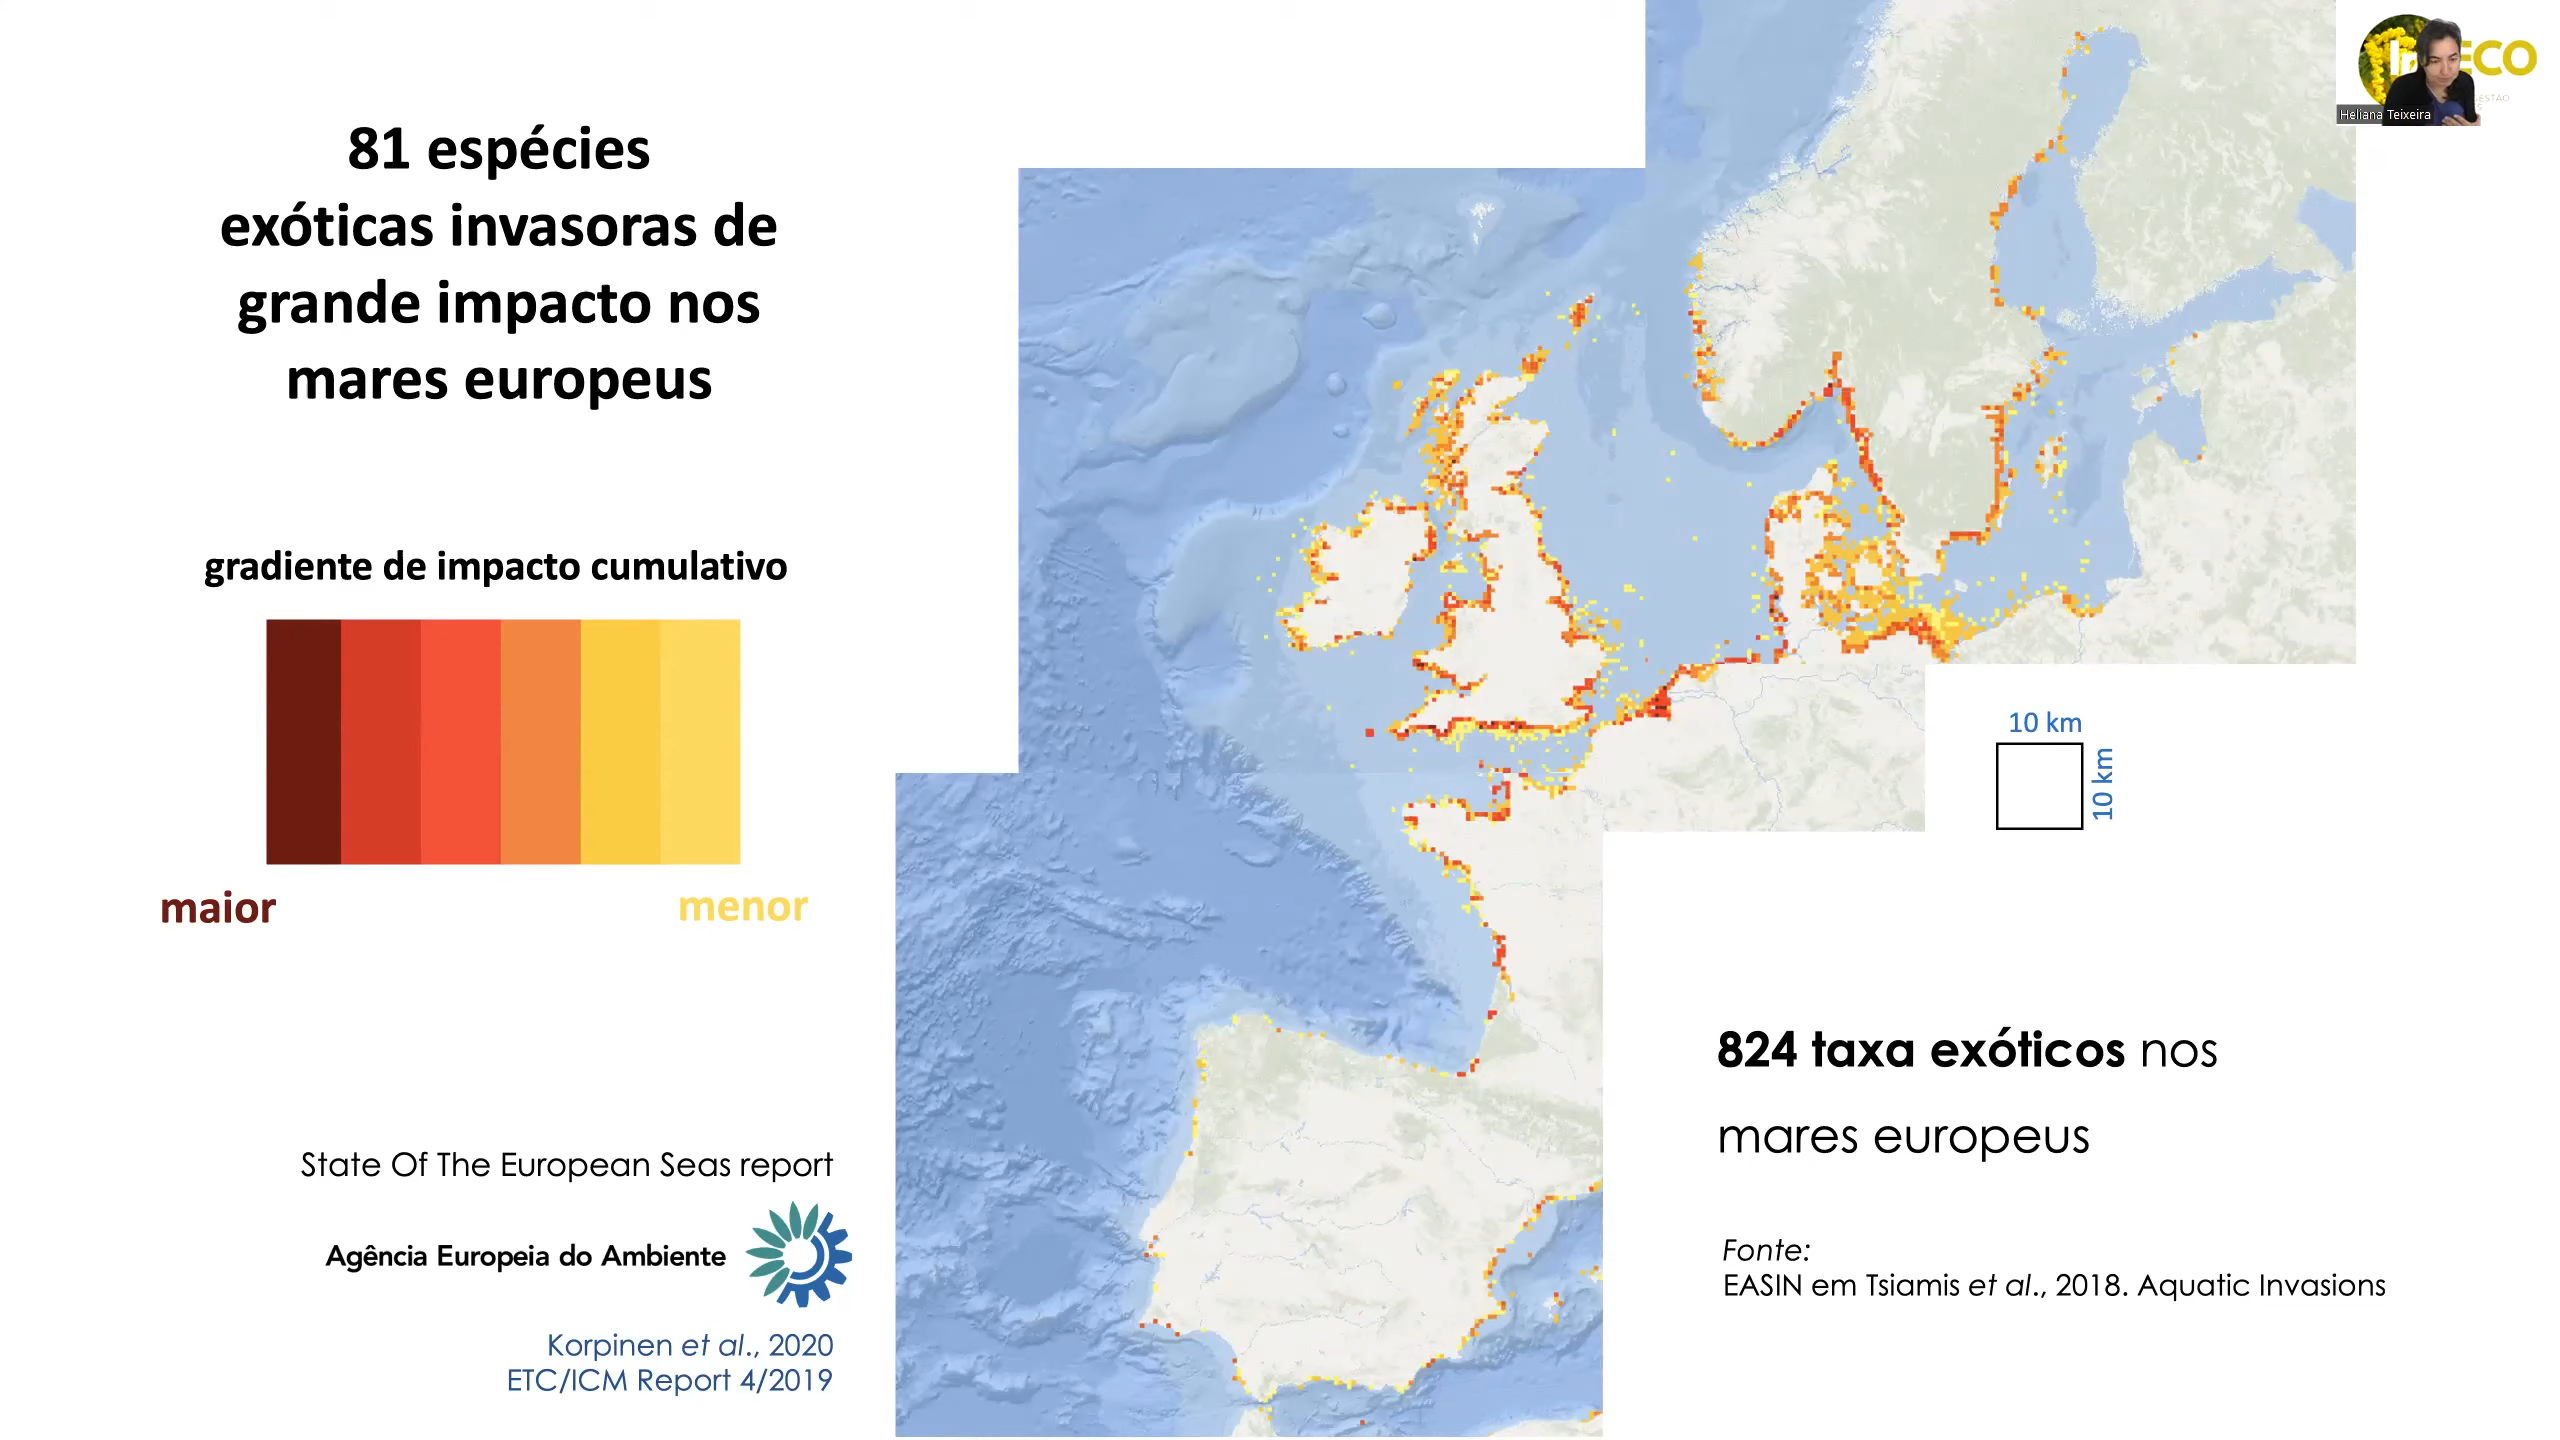 81 espécies
exóticas invasoras de
grande impacto nos
mares europeus
gradiente de impacto cumulativo
maior
menor
State Of The European Seas report
Agência Europeia do Ambiente
Korpinen et al., 2020
ETC/ICM Report 4/2019
10 km
10 km
824 taxa exóticos nos
mares europeus
Fonte:
EASIN em Tsiamis et al., 2018. Aquatic Invasions
ECO
Heliana Teixeira